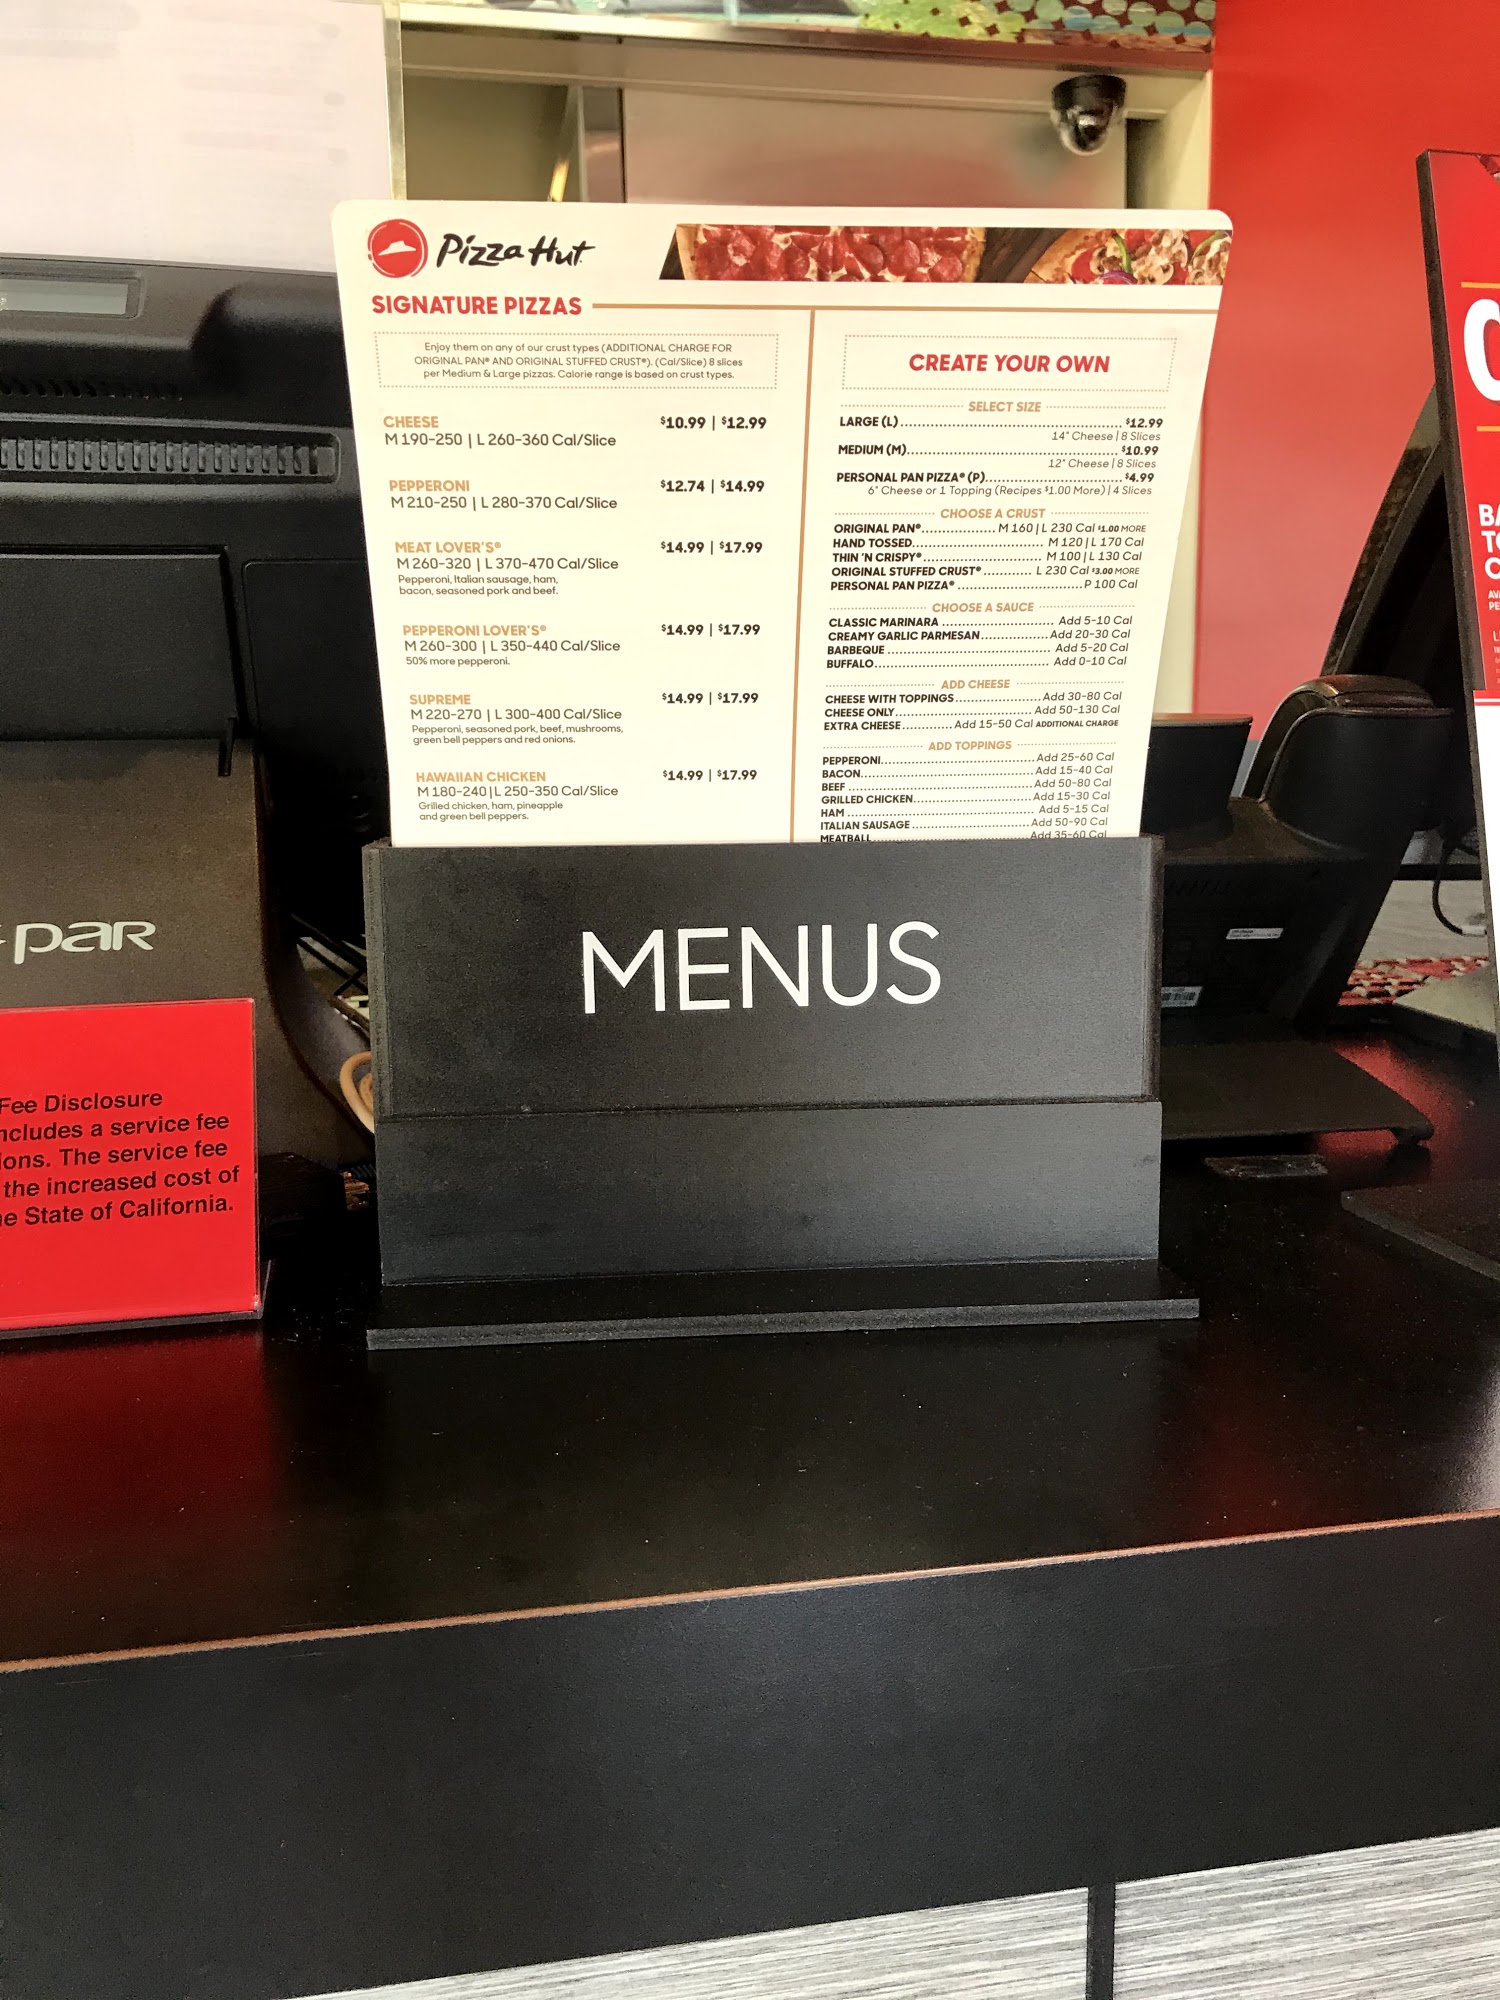 Pizza Hut
SIGNATURE PIZZAS
Enjoy them on any of our crust types (ADDITIONAL CHARGE FOR
ORIGINAL PAN® AND ORIGINAL STUFFED CRUST®). (Cal/Slice) 8 slices
per Medium & Large pizzas. Calorie range is based on crust types.
CHEESE $10.99 | $12.99
M 190-250 | L 260-360 Cal/Slice
PEPPERONI $12.74 | $14.99
M 210-250 | L 280-370 Cal/Slice
MEAT LOVER'S® $14.99 | $17.99
M 260-320 | L 370-470 Cal/Slice
Pepperoni, Italian sausage, ham,
bacon, seasoned pork and beef.
PEPPERONI LOVER'S® $14.99 | $17.99
M 260-300 | L 350-440 Cal/Slice
50% more pepperoni.
SUPREME $14.99 | $17.99
M 220-270 | L 300-400 Cal/Slice
Pepperoni, seasoned pork, beef, mushrooms,
green bell peppers and red onions.
HAWAIIAN CHICKEN $14.99 | $17.99
M 180-240 | L 250-350 Cal/Slice
Grilled chicken, ham, pineapple
and green bell peppers.
CREATE YOUR OWN
SELECT SIZE
LARGE (L) $12.99
14" Cheese | 8 Slices
MEDIUM (M) $10.99
12" Cheese | 8 Slices
PERSONAL PAN PIZZA® (P) $4.99
6" Cheese or 1 Topping (Recipes $1.00 More) | 4 Slices
CHOOSE A CRUST
ORIGINAL PAN® M 160 | L 230 Cal $1.00 MORE
HAND TOSSED M 120 | L 170 Cal
THIN 'N CRISPY® M 100 | L 130 Cal
ORIGINAL STUFFED CRUST® L 230 Cal $3.00 MORE
PERSONAL PAN PIZZA® P 100 Cal
CHOOSE A SAUCE
CLASSIC MARINARA Add 5-10 Cal
CREAMY GARLIC PARMESAN Add 20-30 Cal
BARBEQUE Add 5-20 Cal
BUFFALO Add 0-10 Cal
ADD CHEESE
CHEESE WITH TOPPINGS Add 30-80 Cal
CHEESE ONLY Add 50-130 Cal
EXTRA CHEESE Add 15-50 Cal ADDITIONAL CHARGE
ADD TOPPINGS
PEPPERONI Add 25-60 Cal
BACON Add 15-40 Cal
BEEF Add 50-80 Cal
GRILLED CHICKEN Add 15-30 Cal
HAM Add 5-15 Cal
ITALIAN SAUSAGE Add 50-90 Cal
MEATBALL Add 35-60 Cal
MENUS
par
Fee Disclosure
ncludes a service fee
ions. The service fee
the increased cost of
e State of California.